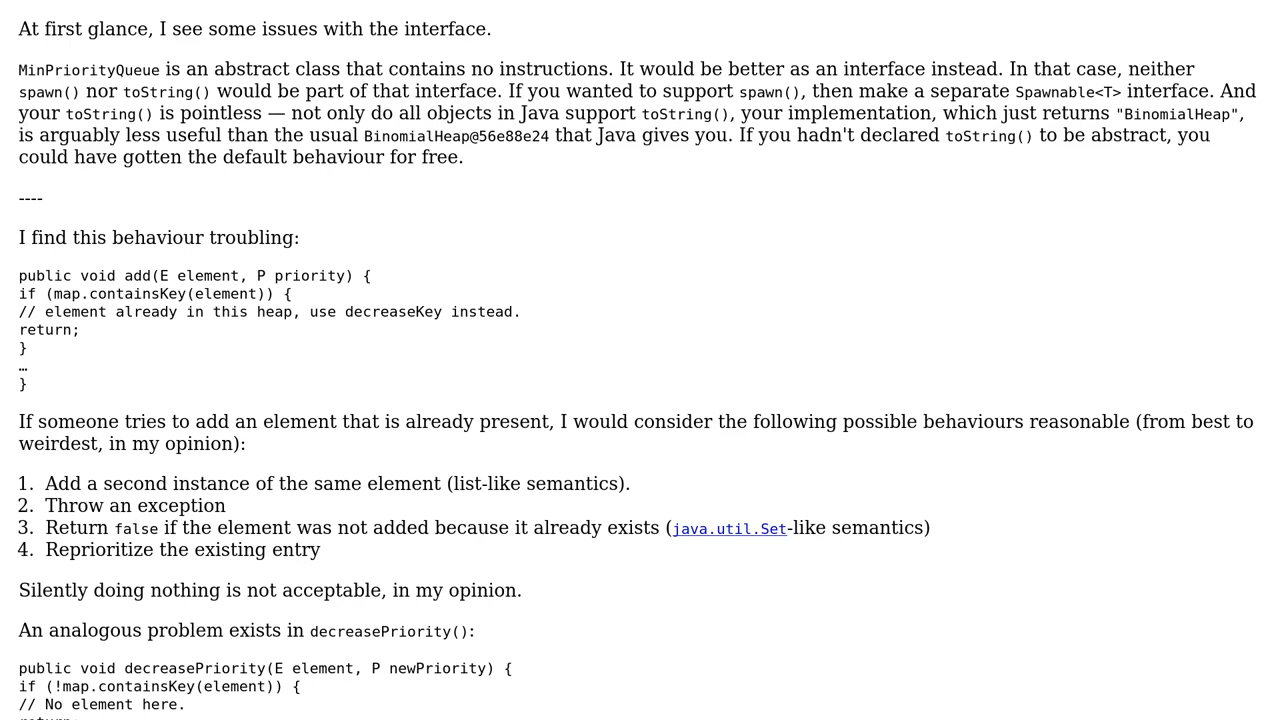 At first glance, I see some issues with the interface.
MinPriorityQueue is an abstract class that contains no instructions. It would be better as an interface instead. In that case, neither
spawn() nor toString() would be part of that interface. If you wanted to support spawn(), then make a separate Spawnable<T> interface. And
your toString() is pointless — not only do all objects in Java support toString(), your implementation, which just returns "BinomialHeap",
is arguably less useful than the usual BinomialHeap@56e88e24 that Java gives you. If you hadn't declared toString() to be abstract, you
could have gotten the default behaviour for free.
----
I find this behaviour troubling:
public void add(E element, P priority) {
if (map.containsKey(element)) {
// element already in this heap, use decreaseKey instead.
return;
}
…
}
If someone tries to add an element that is already present, I would consider the following possible behaviours reasonable (from best to
weirdest, in my opinion):
1. Add a second instance of the same element (list-like semantics).
2. Throw an exception
3. Return false if the element was not added because it already exists (java.util.Set-like semantics)
4. Reprioritize the existing entry
Silently doing nothing is not acceptable, in my opinion.
An analogous problem exists in decreasePriority():
public void decreasePriority(E element, P newPriority) {
if (!map.containsKey(element)) {
// No element here.